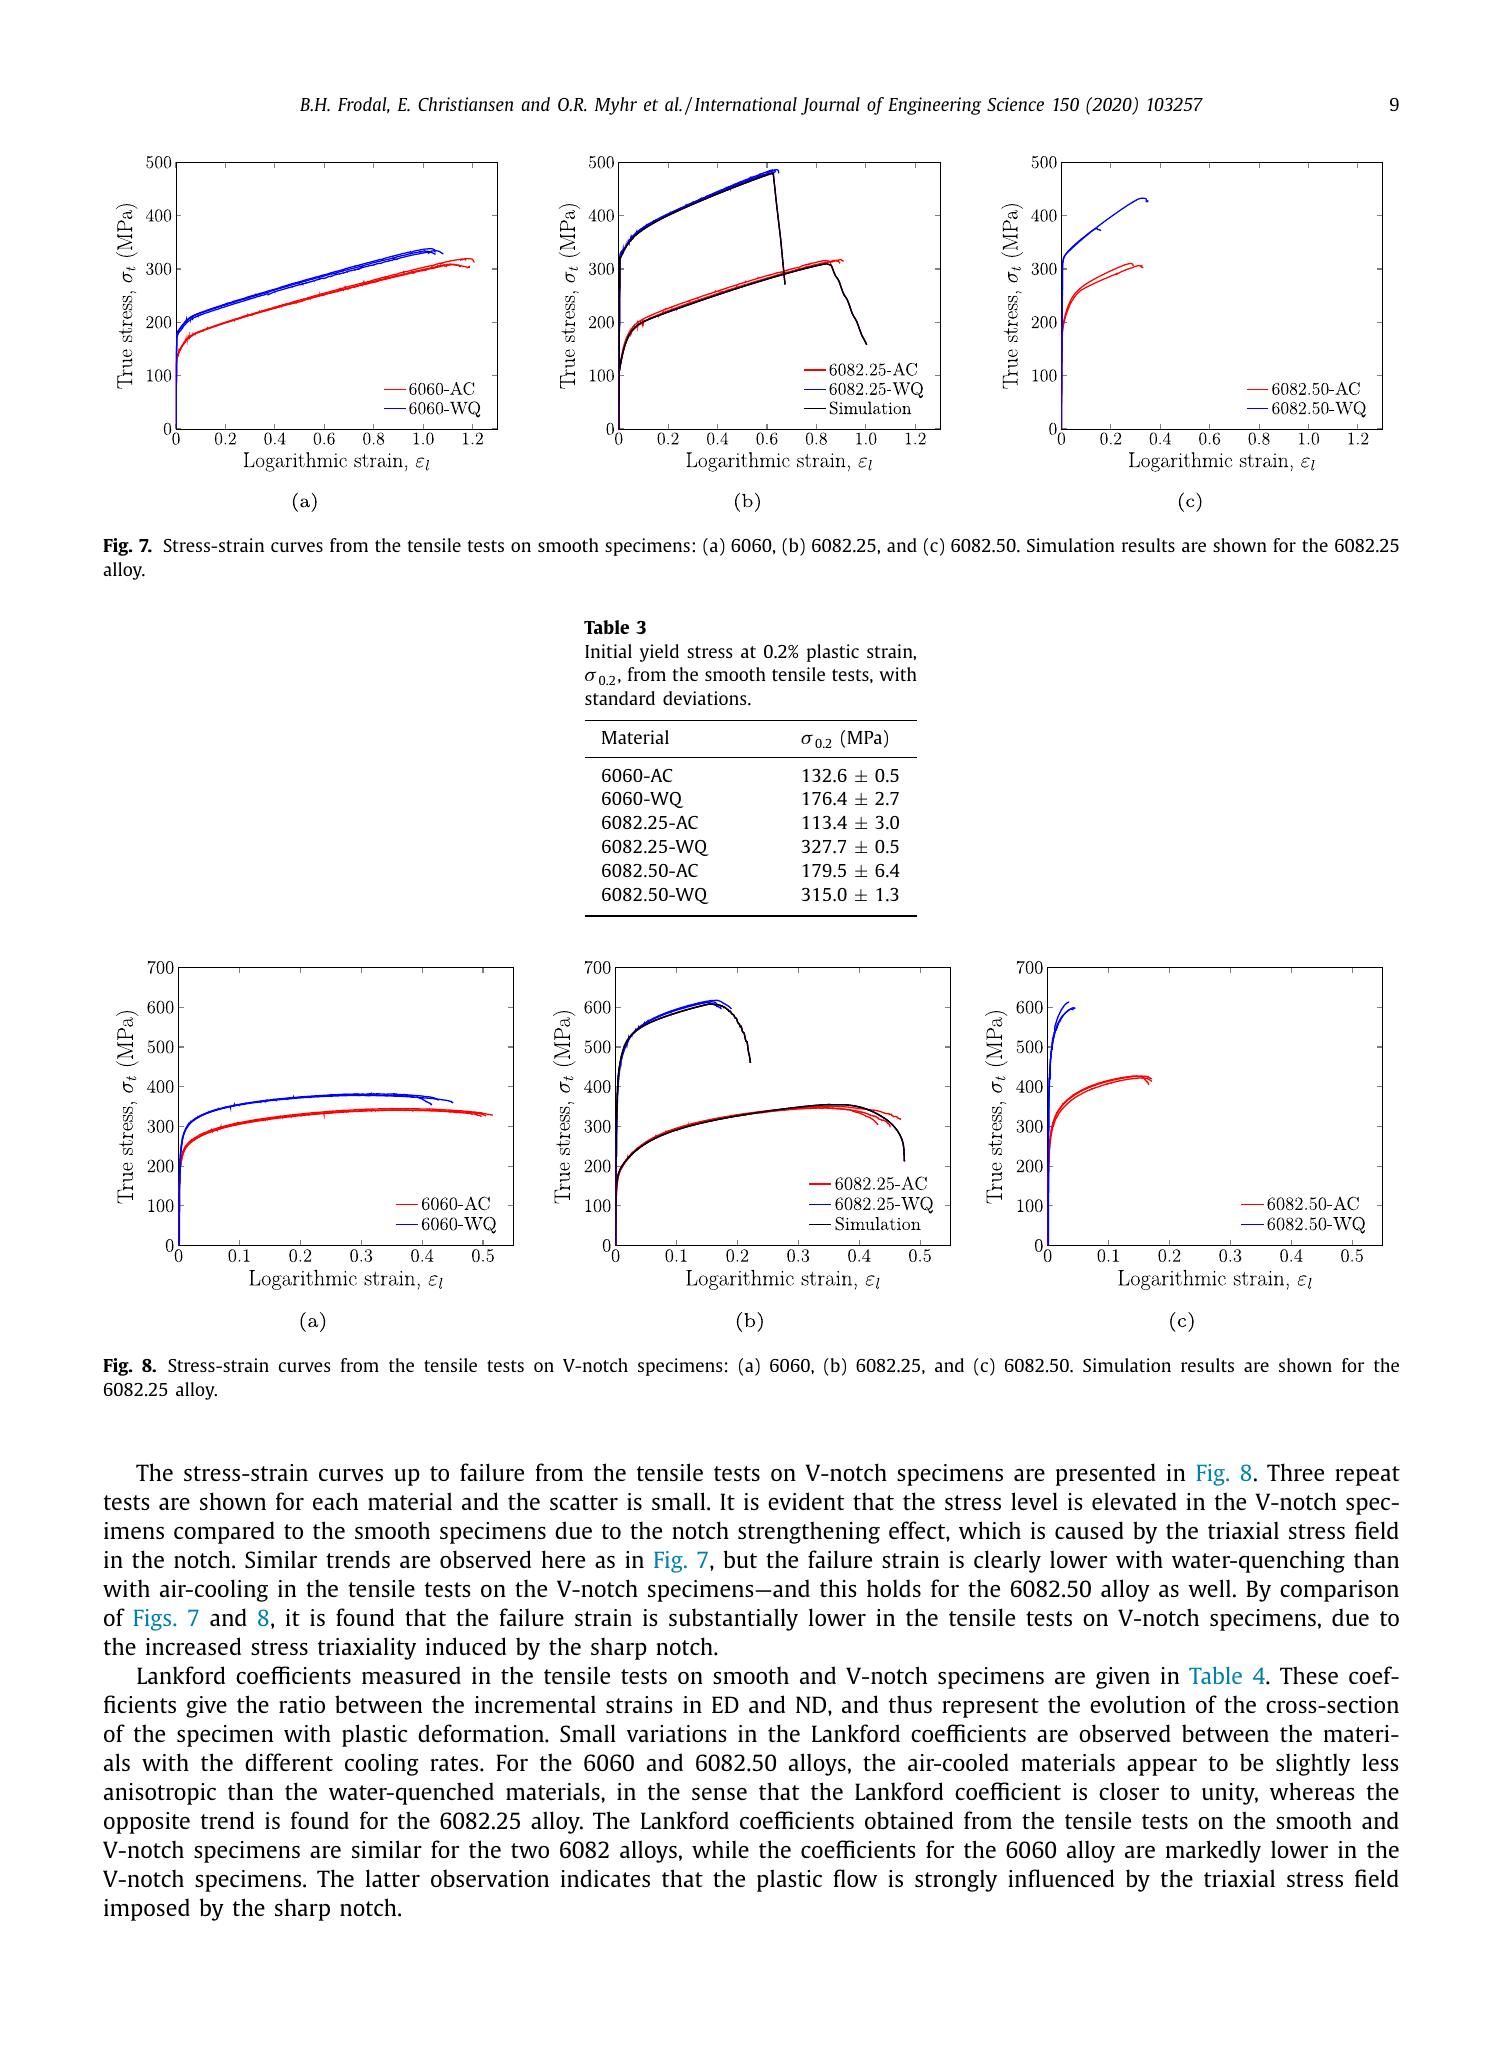 B.H. Frodal, E. Christiansen and O.R. Myhr et al. / International Journal of Engineering Science 150 (2020) 103257
9
500
400
300
200
100
0
True stress, σt (MPa)
6060-AC
6060-WQ
0 0.2 0.4 0.6 0.8 1.0 1.2
Logarithmic strain, εl
(a)
500
400
300
200
100
0
True stress, σt (MPa)
6082.25-AC
6082.25-WQ
Simulation
0 0.2 0.4 0.6 0.8 1.0 1.2
Logarithmic strain, εl
(b)
500
400
300
200
100
0
True stress, σt (MPa)
6082.50-AC
6082.50-WQ
0 0.2 0.4 0.6 0.8 1.0 1.2
Logarithmic strain, εl
(c)
Fig. 7. Stress-strain curves from the tensile tests on smooth specimens: (a) 6060, (b) 6082.25, and (c) 6082.50. Simulation results are shown for the 6082.25
alloy.
Table 3
Initial yield stress at 0.2% plastic strain,
σ0.2, from the smooth tensile tests, with
standard deviations.
Material σ0.2 (MPa)
6060-AC 132.6 ± 0.5
6060-WQ 176.4 ± 2.7
6082.25-AC 113.4 ± 3.0
6082.25-WQ 327.7 ± 0.5
6082.50-AC 179.5 ± 6.4
6082.50-WQ 315.0 ± 1.3
700
600
500
400
300
200
100
0
True stress, σt (MPa)
6060-AC
6060-WQ
0 0.1 0.2 0.3 0.4 0.5
Logarithmic strain, εl
(a)
700
600
500
400
300
200
100
0
True stress, σt (MPa)
6082.25-AC
6082.25-WQ
Simulation
0 0.1 0.2 0.3 0.4 0.5
Logarithmic strain, εl
(b)
700
600
500
400
300
200
100
0
True stress, σt (MPa)
6082.50-AC
6082.50-WQ
0 0.1 0.2 0.3 0.4 0.5
Logarithmic strain, εl
(c)
Fig. 8. Stress-strain curves from the tensile tests on V-notch specimens: (a) 6060, (b) 6082.25, and (c) 6082.50. Simulation results are shown for the
6082.25 alloy.
The stress-strain curves up to failure from the tensile tests on V-notch specimens are presented in Fig. 8. Three repeat
tests are shown for each material and the scatter is small. It is evident that the stress level is elevated in the V-notch spec-
imens compared to the smooth specimens due to the notch strengthening effect, which is caused by the triaxial stress field
in the notch. Similar trends are observed here as in Fig. 7, but the failure strain is clearly lower with water-quenching than
with air-cooling in the tensile tests on the V-notch specimens—and this holds for the 6082.50 alloy as well. By comparison
of Figs. 7 and 8, it is found that the failure strain is substantially lower in the tensile tests on V-notch specimens, due to
the increased stress triaxiality induced by the sharp notch.
Lankford coefficients measured in the tensile tests on smooth and V-notch specimens are given in Table 4. These coef-
ficients give the ratio between the incremental strains in ED and ND, and thus represent the evolution of the cross-section
of the specimen with plastic deformation. Small variations in the Lankford coefficients are observed between the materi-
als with the different cooling rates. For the 6060 and 6082.50 alloys, the air-cooled materials appear to be slightly less
anisotropic than the water-quenched materials, in the sense that the Lankford coefficient is closer to unity, whereas the
opposite trend is found for the 6082.25 alloy. The Lankford coefficients obtained from the tensile tests on the smooth and
V-notch specimens are similar for the two 6082 alloys, while the coefficients for the 6060 alloy are markedly lower in the
V-notch specimens. The latter observation indicates that the plastic flow is strongly influenced by the triaxial stress field
imposed by the sharp notch.